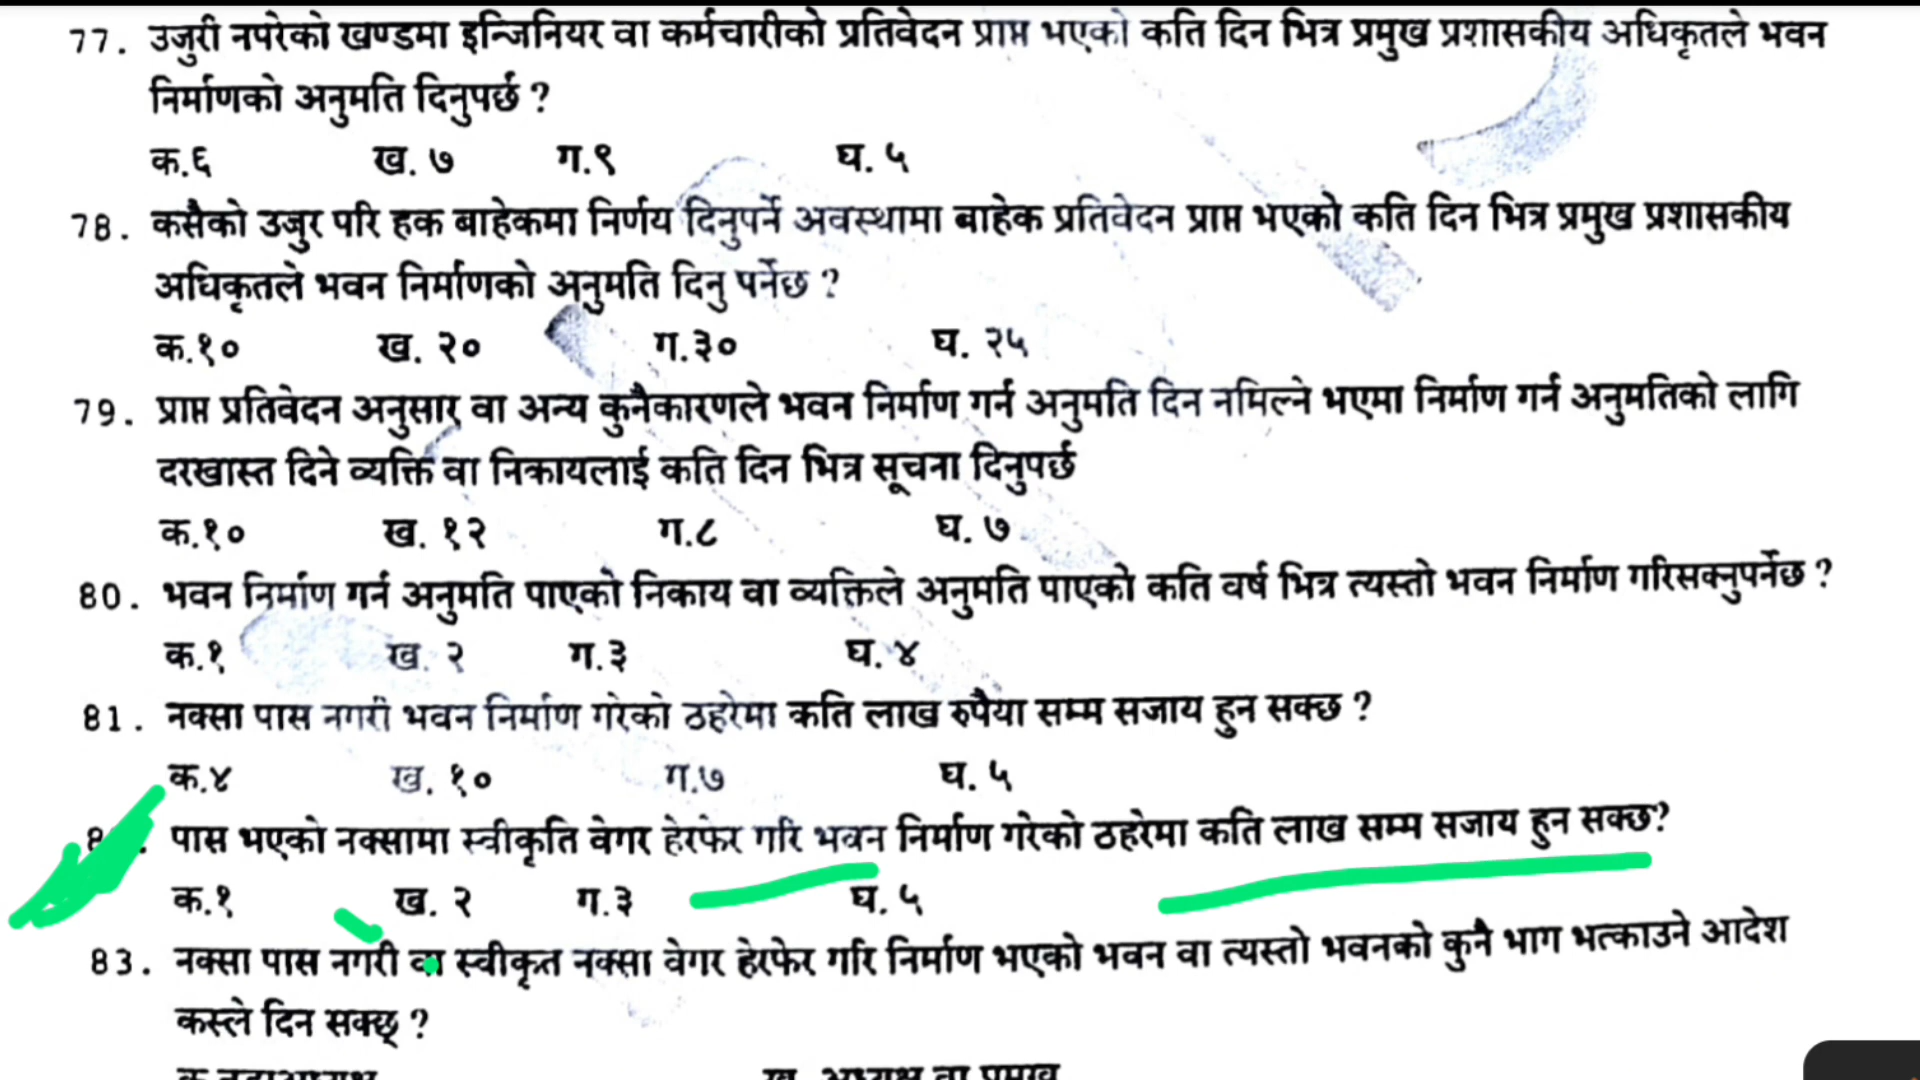 77. उजुरी नपरेको खण्डमा इन्जिनियर वा कर्मचारीको प्रतिवेदन प्राप्त भएको कति दिन भित्र प्रमुख प्रशासकीय अधिकृतले भवन
निर्माणको अनुमति दिनुपर्छ ?
क.६ ख. ७ ग.९ घ. ५
78. कसैको उजुर परि हक बाहेकमा निर्णय दिनुपर्ने अवस्थामा बाहेक प्रतिवेदन प्राप्त भएको कति दिन भित्र प्रमुख प्रशासकीय
अधिकृतले भवन निर्माणको अनुमति दिनु पर्नेछ ?
क.१० ख. २० ग.३० घ. २५
79. प्राप्त प्रतिवेदन अनुसार वा अन्य कुनैकारणले भवन निर्माण गर्न अनुमति दिन नमिल्ने भएमा निर्माण गर्न अनुमतिको लागि
दरखास्त दिने व्यक्ति वा निकायलाई कति दिन भित्र सूचना दिनुपर्छ
क.१० ख. १२ ग.८ घ. ७
80. भवन निर्माण गर्न अनुमति पाएको निकाय वा व्यक्तिले अनुमति पाएको कति वर्ष भित्र त्यस्तो भवन निर्माण गरिसक्नुपर्नेछ ?
क.१ ख. २ ग.३ घ. ४
81. नक्सा पास नगरी भवन निर्माण गरेको ठहरेमा कति लाख रुपैया सम्म सजाय हुन सक्छ ?
क.४ ख. १० ग.७ घ. ५
पास भएको नक्सामा स्वीकृति वेगर हेरफेर गरि भवन निर्माण गरेको ठहरेमा कति लाख सम्म सजाय हुन सक्छ?
क.१ ख. २ ग.३ घ. ५
83. नक्सा पास नगरी वा स्वीकृत नक्सा वेगर हेरफेर गरि निर्माण भएको भवन वा त्यस्तो भवनको कुनै भाग भत्काउने आदेश
कस्ले दिन सक्छ् ?